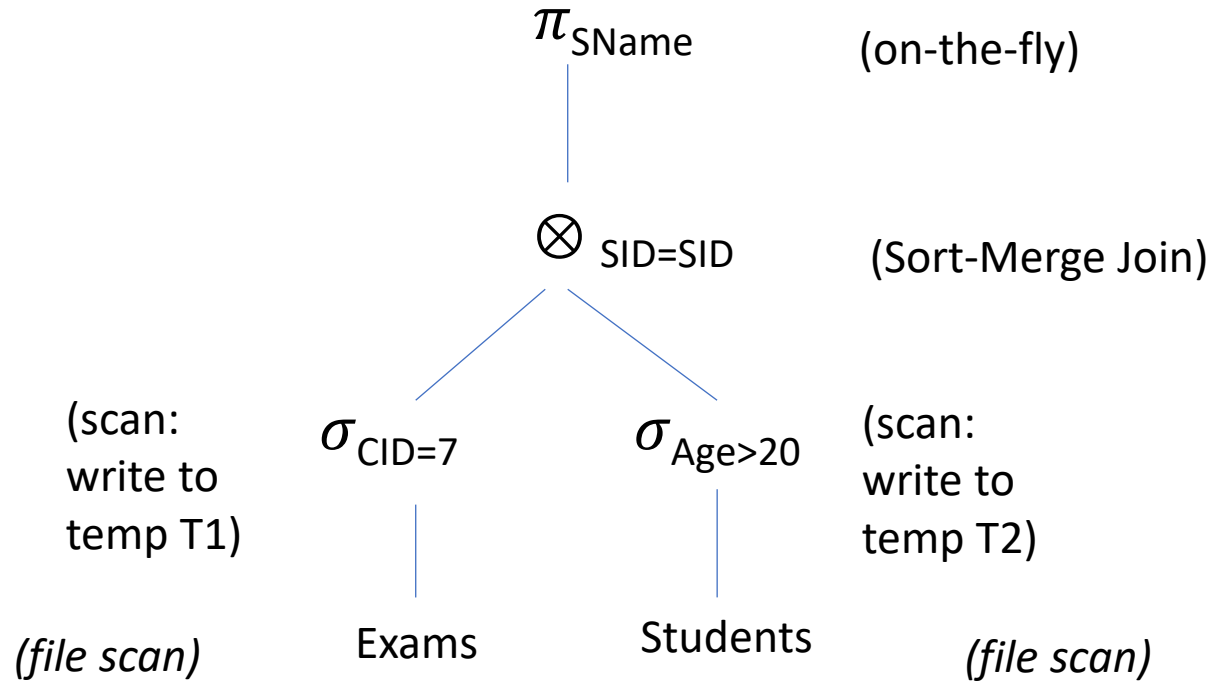 π SName (on-the-fly)
⊗ SID=SID (Sort-Merge Join)
(scan:
write to
temp T1)
σ CID=7
σ Age>20
(scan:
write to
temp T2)
(file scan)
Exams
Students
(file scan)